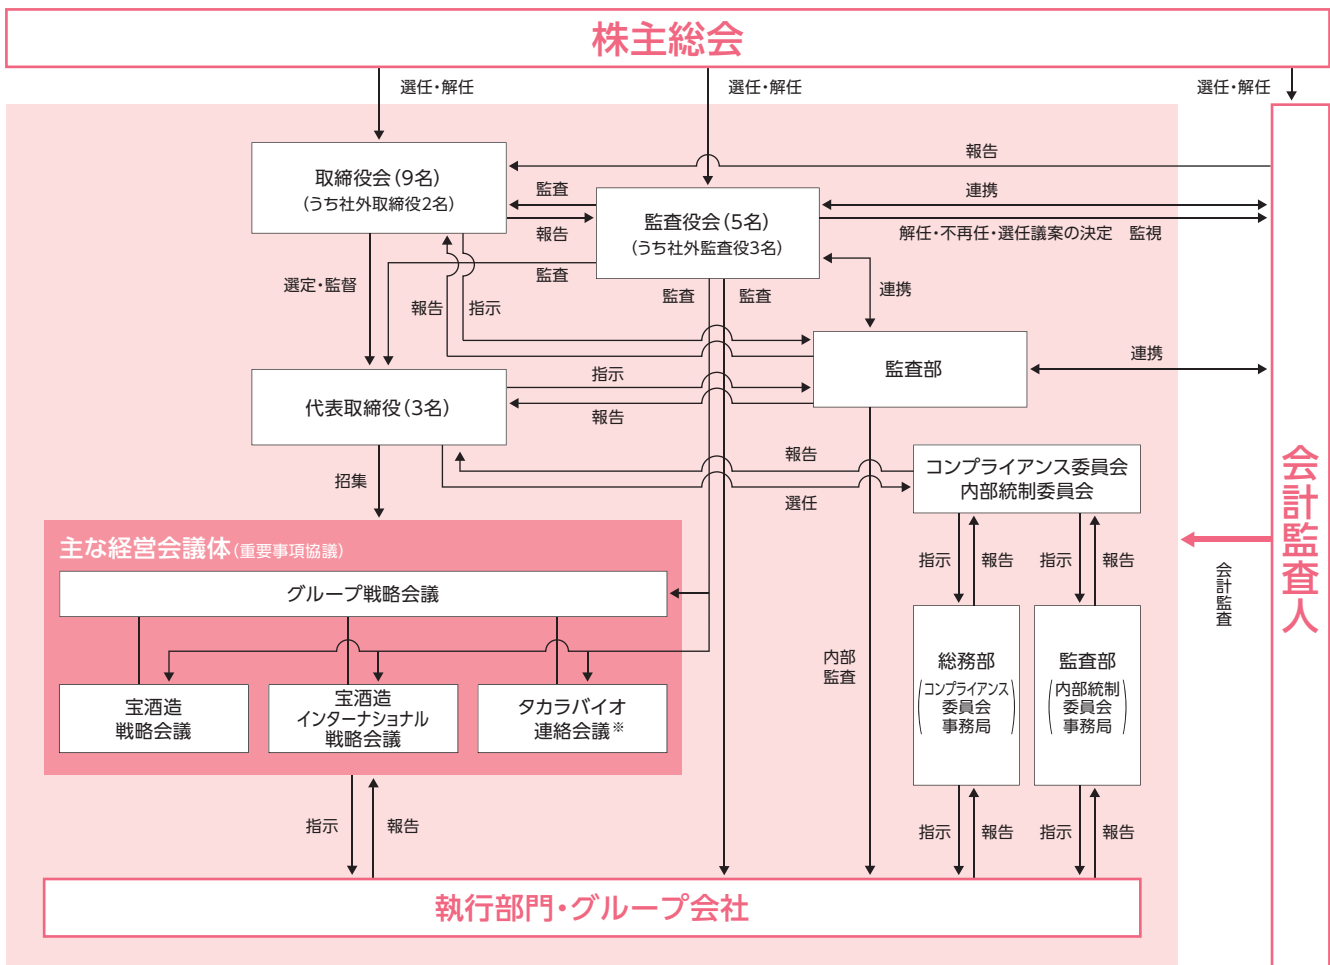 株主総会
選任・解任
選任・解任
選任・解任
取締役会(9名)
(うち社外取締役2名)
報告
監査
報告
監査役会(5名)
(うち社外監査役3名)
連携
解任・不再任・選任議案の決定　監視
選定・監督
監査
報告
指示
監査
監査
連携
監査部
連携
代表取締役(3名)
指示
報告
招集
報告
選任
コンプライアンス委員会
内部統制委員会
会計監査人
会計監査
主な経営会議体(重要事項協議)
グループ戦略会議
宝酒造
戦略会議
宝酒造
インターナショナル
戦略会議
タカラバイオ
連絡会議※
内部
監査
指示
報告
指示
報告
総務部
(コンプライアンス
委員会
事務局)
監査部
(内部統制
委員会
事務局)
指示
報告
指示
報告
指示
報告
執行部門・グループ会社